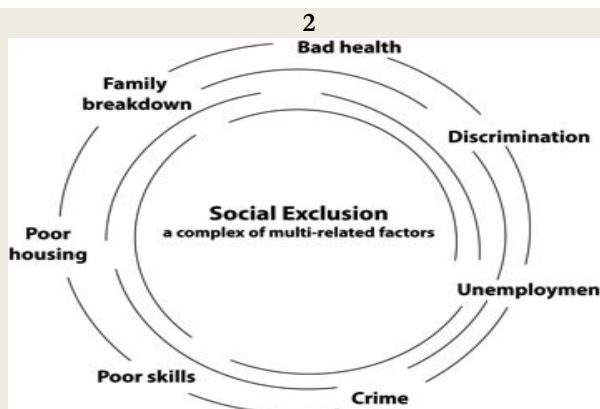 2
Bad health
Family
breakdown
Discrimination
Social Exclusion
a complex of multi-related factors
Poor
housing
Unemploymen
Poor skills
Crime